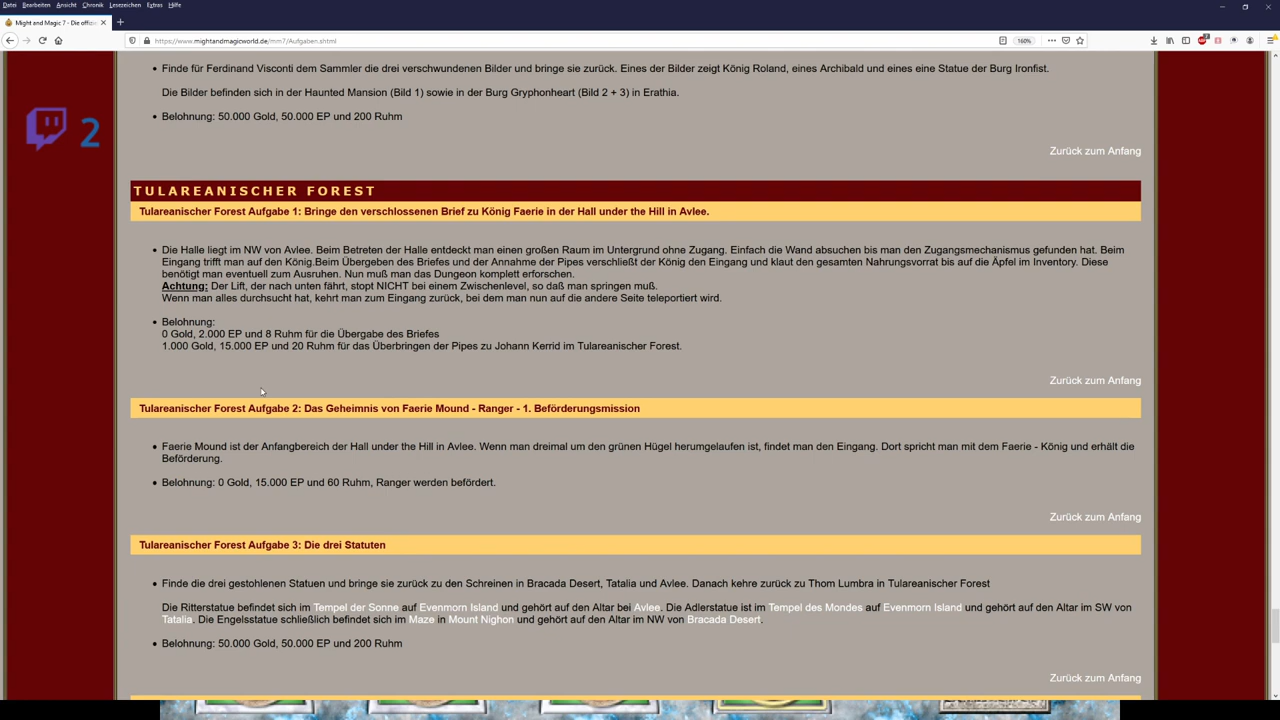 Datei Bearbeiten Ansicht Chronik Lesezeichen Extras Hilfe
Might and Magic 7 - Die offizie
https://www.mightandmagicworld.de/mm7/Aufgaben.shtml
160%
2
Finde für Ferdinand Visconti dem Sammler die drei verschwundenen Bilder und bringe sie zurück. Eines der Bilder zeigt König Roland, eines Archibald und eines eine Statue der Burg Ironfist.
Die Bilder befinden sich in der Haunted Mansion (Bild 1) sowie in der Burg Gryphonheart (Bild 2 + 3) in Erathia.
Belohnung: 50.000 Gold, 50.000 EP und 200 Ruhm
Zurück zum Anfang
TULAREANISCHER FOREST
Tulareanischer Forest Aufgabe 1: Bringe den verschlossenen Brief zu König Faerie in der Hall under the Hill in Avlee.
Die Halle liegt im NW von Avlee. Beim Betreten der Halle entdeckt man einen großen Raum im Untergrund ohne Zugang. Einfach die Wand absuchen bis man den Zugangsmechanismus gefunden hat. Beim
Eingang trifft man auf den König.Beim Übergeben des Briefes und der Annahme der Pipes verschließt der König den Eingang und klaut den gesamten Nahrungsvorrat bis auf die Äpfel im Inventory. Diese
benötigt man eventuell zum Ausruhen. Nun muß man das Dungeon komplett erforschen.
Achtung: Der Lift, der nach unten fährt, stopt NICHT bei einem Zwischenlevel, so daß man springen muß.
Wenn man alles durchsucht hat, kehrt man zum Eingang zurück, bei dem man nun auf die andere Seite teleportiert wird.
Belohnung:
0 Gold, 2.000 EP und 8 Ruhm für die Übergabe des Briefes
1.000 Gold, 15.000 EP und 20 Ruhm für das Überbringen der Pipes zu Johann Kerrid im Tulareanischer Forest.
Zurück zum Anfang
Tulareanischer Forest Aufgabe 2: Das Geheimnis von Faerie Mound - Ranger - 1. Beförderungsmission
Faerie Mound ist der Anfangbereich der Hall under the Hill in Avlee. Wenn man dreimal um den grünen Hügel herumgelaufen ist, findet man den Eingang. Dort spricht man mit dem Faerie - König und erhält die
Beförderung.
Belohnung: 0 Gold, 15.000 EP und 60 Ruhm, Ranger werden befördert.
Zurück zum Anfang
Tulareanischer Forest Aufgabe 3: Die drei Statuten
Finde die drei gestohlenen Statuen und bringe sie zurück zu den Schreinen in Bracada Desert, Tatalia und Avlee. Danach kehre zurück zu Thom Lumbra in Tulareanischer Forest
Die Ritterstatue befindet sich im Tempel der Sonne auf Evenmorn Island und gehört auf den Altar bei Avlee. Die Adlerstatue ist im Tempel des Mondes auf Evenmorn Island und gehört auf den Altar im SW von
Tatalia. Die Engelsstatue schließlich befindet sich im Maze in Mount Nighon und gehört auf den Altar im NW von Bracada Desert.
Belohnung: 50.000 Gold, 50.000 EP und 200 Ruhm
Zurück zum Anfang